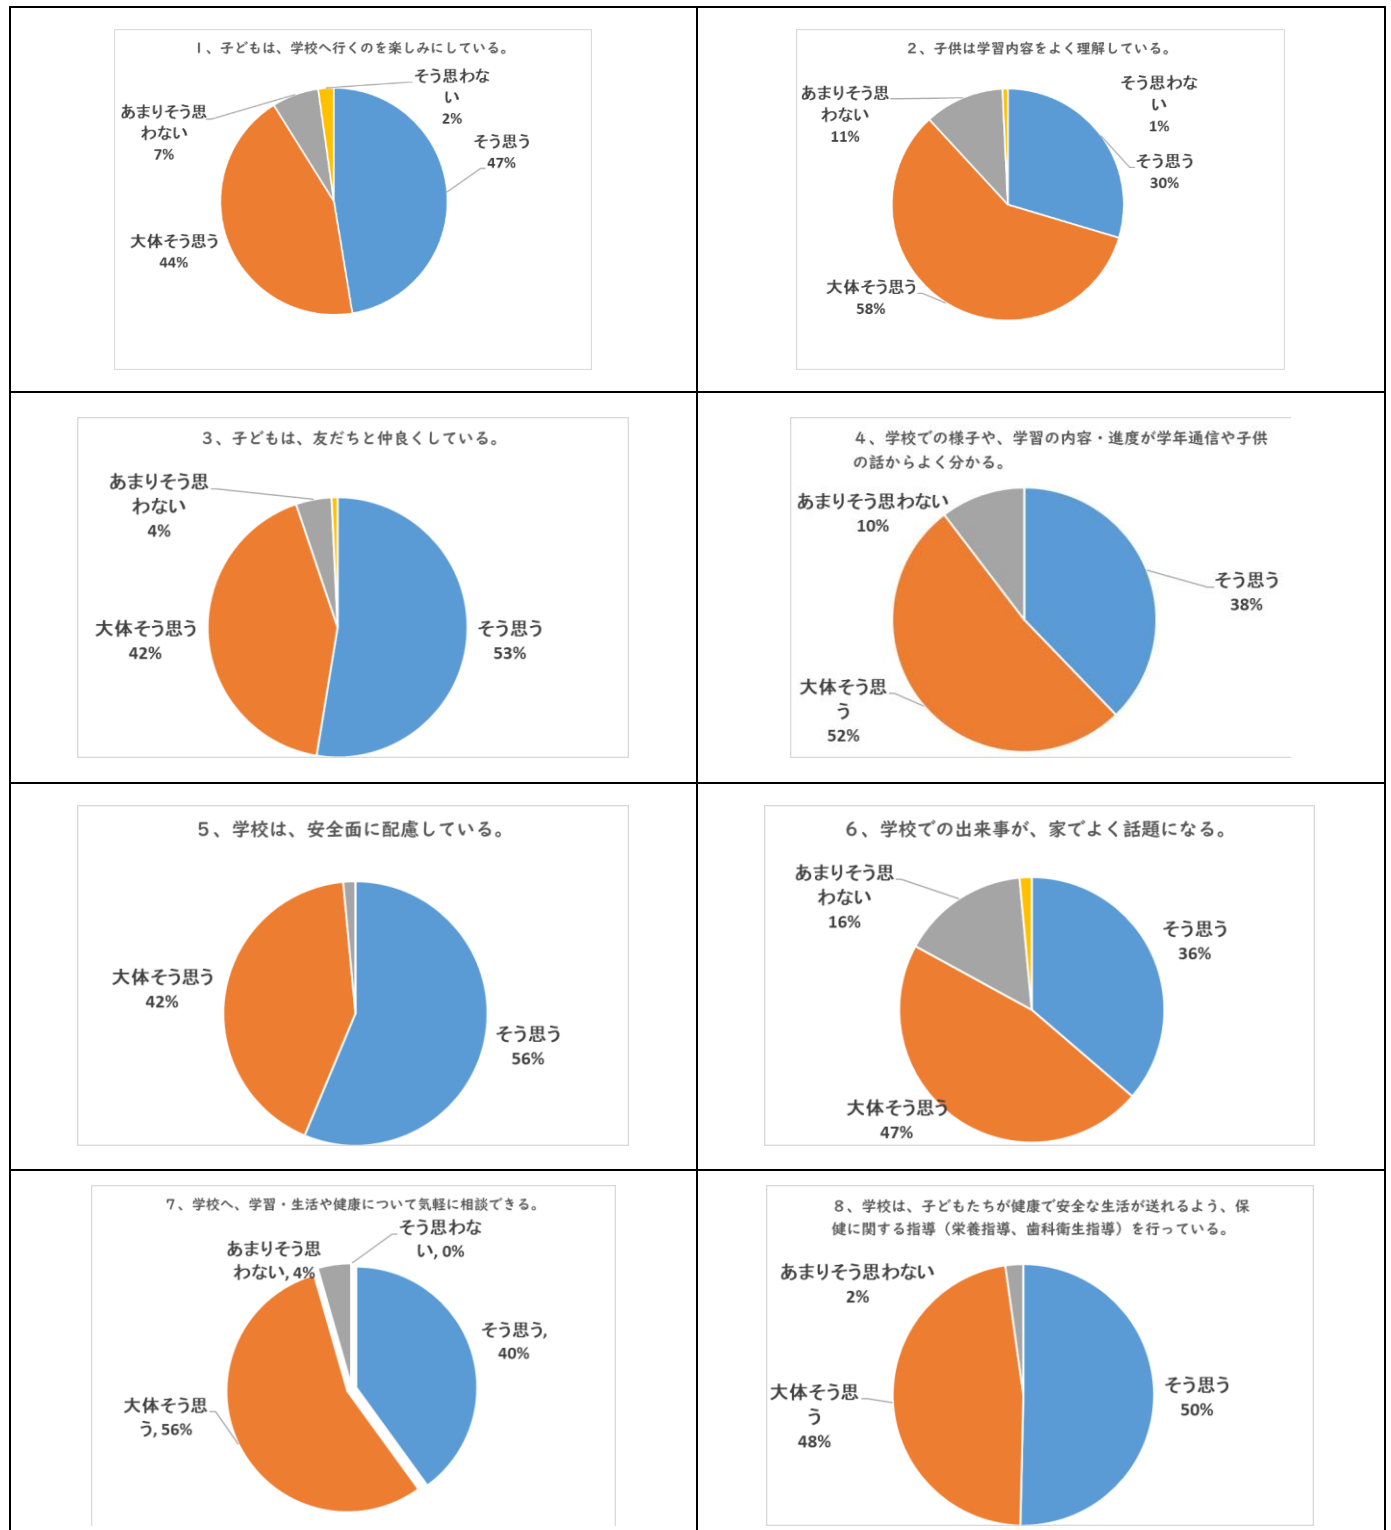 1、子どもは、学校へ行くのを楽しみにしている。
そう思わな
い
2%
あまりそう思
わない
7%
そう思う
47%
大体そう思う
44%
2、子供は学習内容をよく理解している。
そう思わな
い
1%
あまりそう思
わない
11%
そう思う
30%
大体そう思う
58%
3、子どもは、友だちと仲良くしている。
あまりそう思
わない
4%
大体そう思う
42%
そう思う
53%
4、学校での様子や、学習の内容・進度が学年通信や子供
の話からよく分かる。
あまりそう思わない
10%
そう思う
38%
大体そう思
う
52%
5、学校は、安全面に配慮している。
大体そう思う
42%
そう思う
56%
6、学校での出来事が、家でよく話題になる。
あまりそう思
わない
16%
そう思う
36%
大体そう思う
47%
7、学校へ、学習・生活や健康について気軽に相談できる。
そう思わな
い, 0%
あまりそう思
わない, 4%
そう思う,
40%
大体そう思
う, 56%
8、学校は、子どもたちが健康で安全な生活が送れるよう、保
健に関する指導（栄養指導、歯科衛生指導）を行っている。
あまりそう思わない
2%
大体そう思
う
48%
そう思う
50%